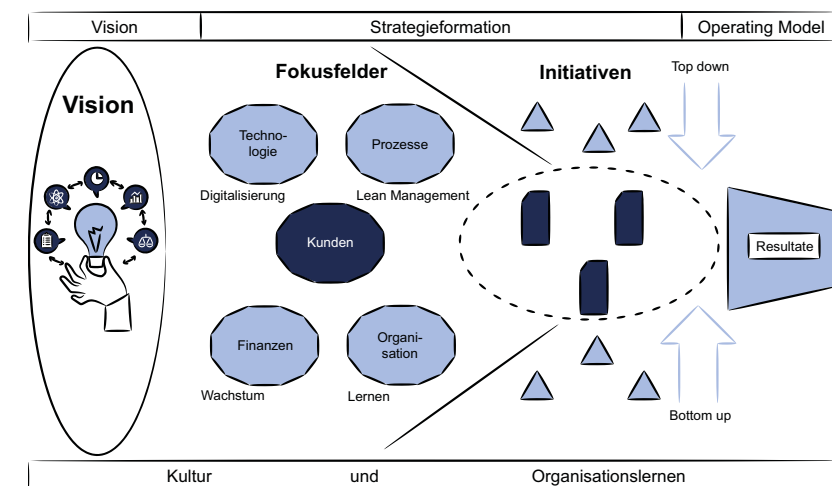 Vision
Strategieformation
Operating Model
Vision
Fokusfelder
Initiativen
Top down
Techno-
logie
Prozesse
Digitalisierung
Lean Management
Kunden
Resultate
Finanzen
Organi-
sation
Wachstum
Lernen
Bottom up
Kultur und Organisationslernen